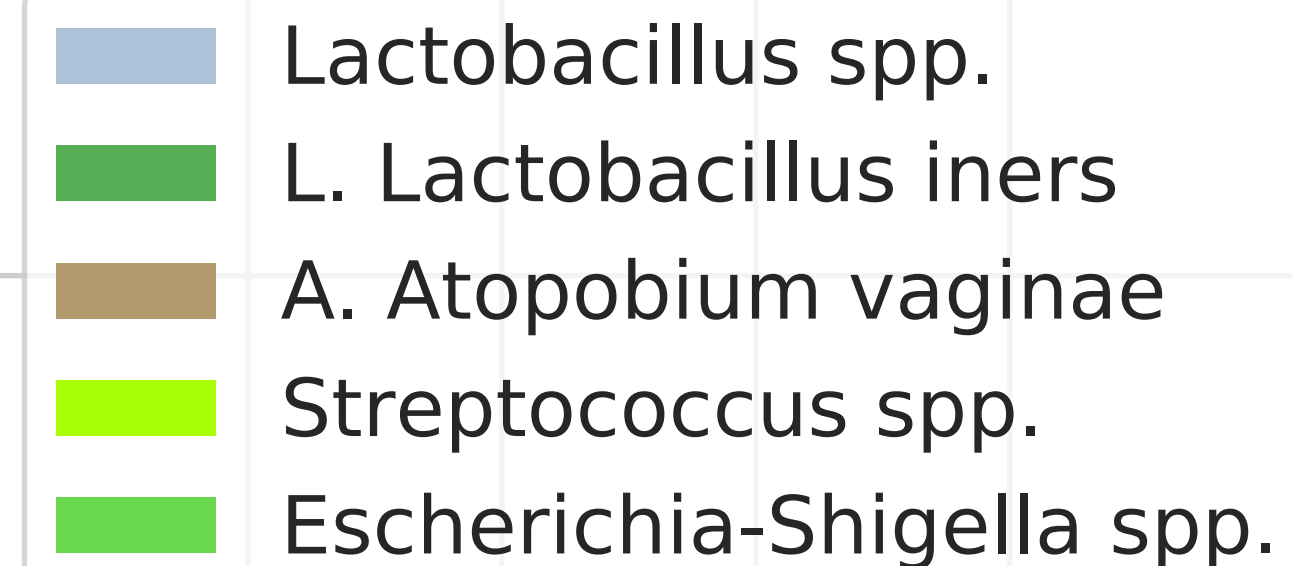 Lactobacillus spp.
L. Lactobacillus iners
A. Atopobium vaginae
Streptococcus spp.
Escherichia-Shigella spp.